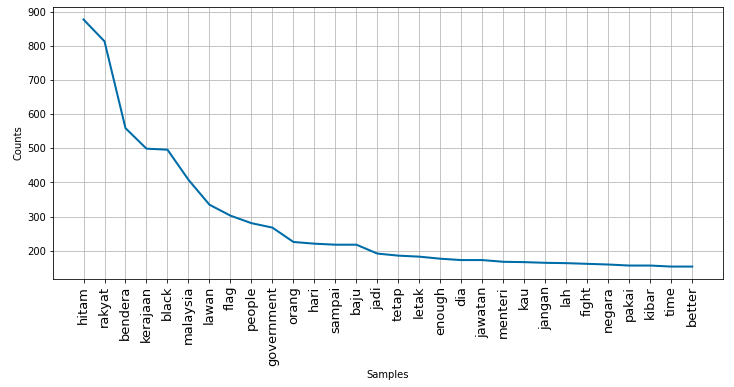 900
800
700
600
500
400
300
200
Counts
hitam
rakyat
bendera
kerajaan
black
malaysia
lawan
flag
people
government
orang
hari
sampai
baju
jadi
tetap
letak
enough
dia
jawatan
menteri
kau
jangan
lah
fight
negara
pakai
kibar
time
better
Samples